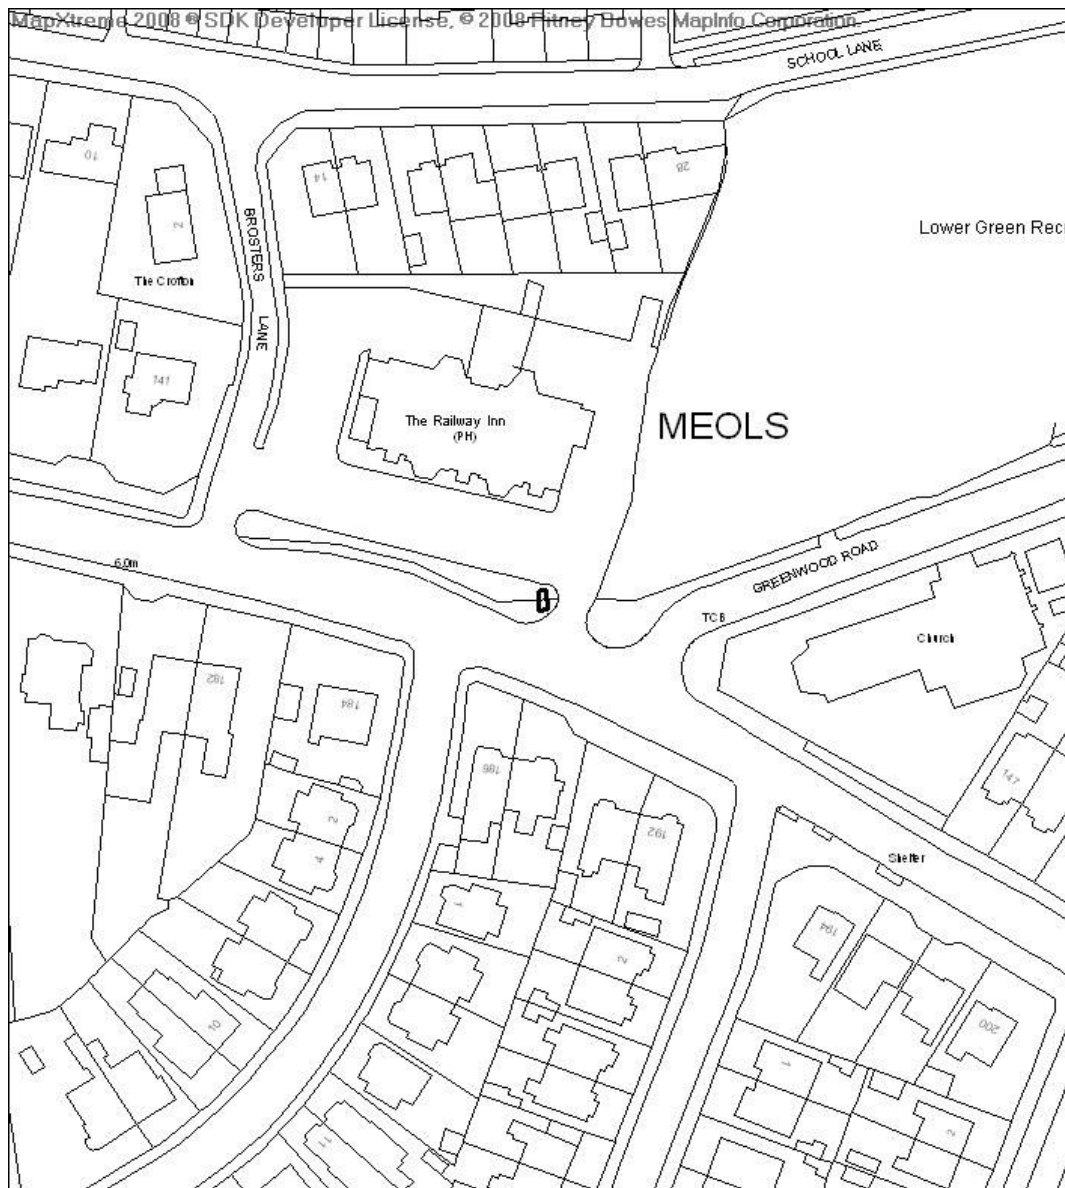 MapXtreme 2008 ® SDK Developer License, © 2008 Pitney Bowes MapInfo Corporation.
SCHOOL LANE
10
14
28
2
BROSTERS LANE
Lower Green Recr
The Crofton
141
The Railway Inn
(PH)
MEOLS
6.0m
GREENWOOD ROAD
TCB
Church
182
184
186
147
2
192
4
Shelter
1
194
2
10
200
1
11
2